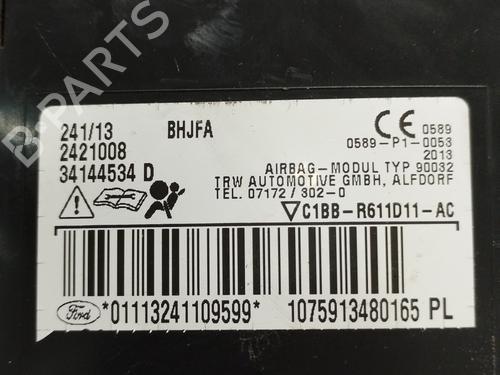 241/13 BHJFA
2421008
34144534 D
CE 0589
0589-P1-0053
2013
AIRBAG-MODUL TYP 90032
TRW AUTOMOTIVE GMBH, ALFDORF
TEL. 07172/302-0
C1BB-R611D11-AC
Ford *01113241109599* 1075913480165 PL
B-PARTS